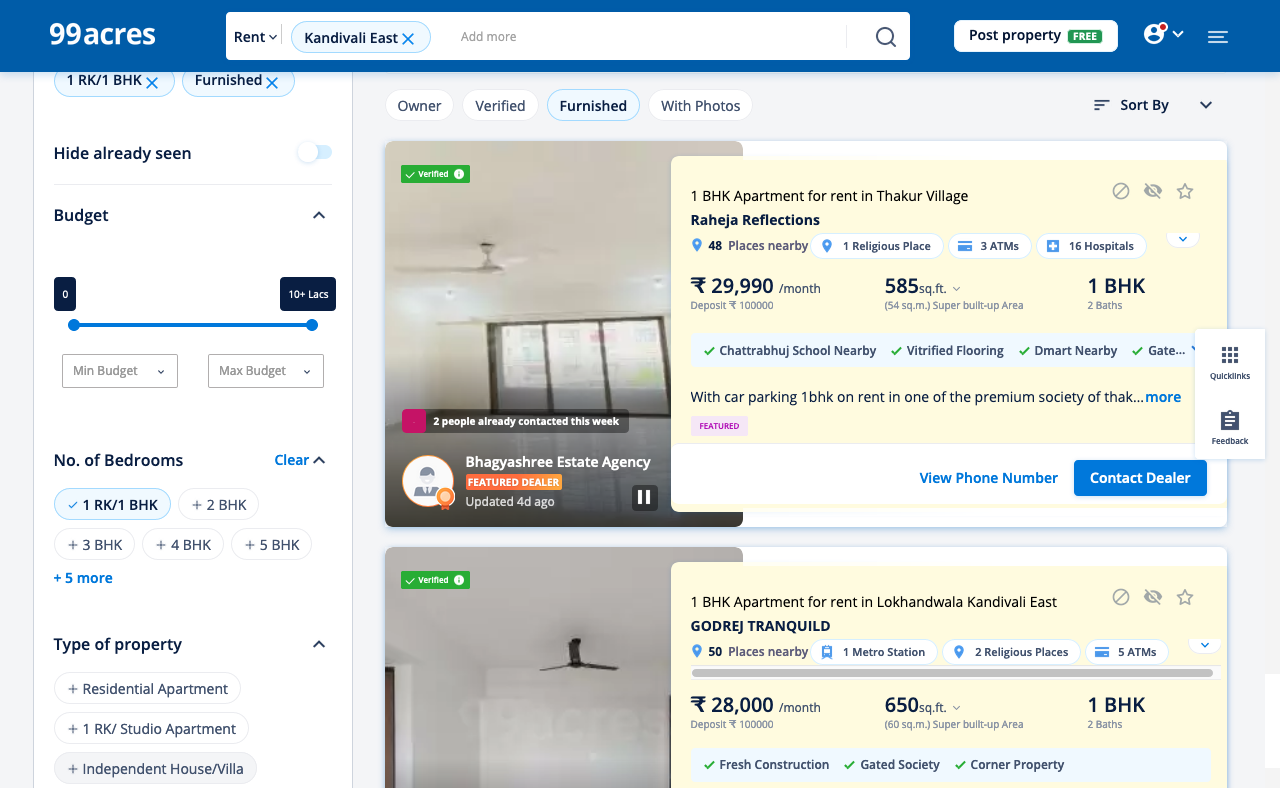 99acres
Rent
Kandivali East
Add more
Post property FREE
1 RK/1 BHK
Furnished
Hide already seen
Budget
0
10+ Lacs
Min Budget
Max Budget
No. of Bedrooms
Clear
1 RK/1 BHK
+ 2 BHK
+ 3 BHK
+ 4 BHK
+ 5 BHK
+ 5 more
Type of property
+ Residential Apartment
+ 1 RK/ Studio Apartment
+ Independent House/Villa
Owner
Verified
Furnished
With Photos
Sort By
Verified
2 people already contacted this week
Bhagyashree Estate Agency
FEATURED DEALER
Updated 4d ago
1 BHK Apartment for rent in Thakur Village
Raheja Reflections
48 Places nearby
1 Religious Place
3 ATMs
16 Hospitals
₹ 29,990 /month
Deposit ₹ 100000
585sq.ft.
(54 sq.m.) Super built-up Area
1 BHK
2 Baths
Chattrabhuj School Nearby
Vitrified Flooring
Dmart Nearby
Gate...
With car parking 1bhk on rent in one of the premium society of thak...more
FEATURED
View Phone Number
Contact Dealer
Quicklinks
Feedback
Verified
99acres
1 BHK Apartment for rent in Lokhandwala Kandivali East
GODREJ TRANQUILD
50 Places nearby
1 Metro Station
2 Religious Places
5 ATMs
₹ 28,000 /month
Deposit ₹ 100000
650sq.ft.
(60 sq.m.) Super built-up Area
1 BHK
2 Baths
Fresh Construction
Gated Society
Corner Property